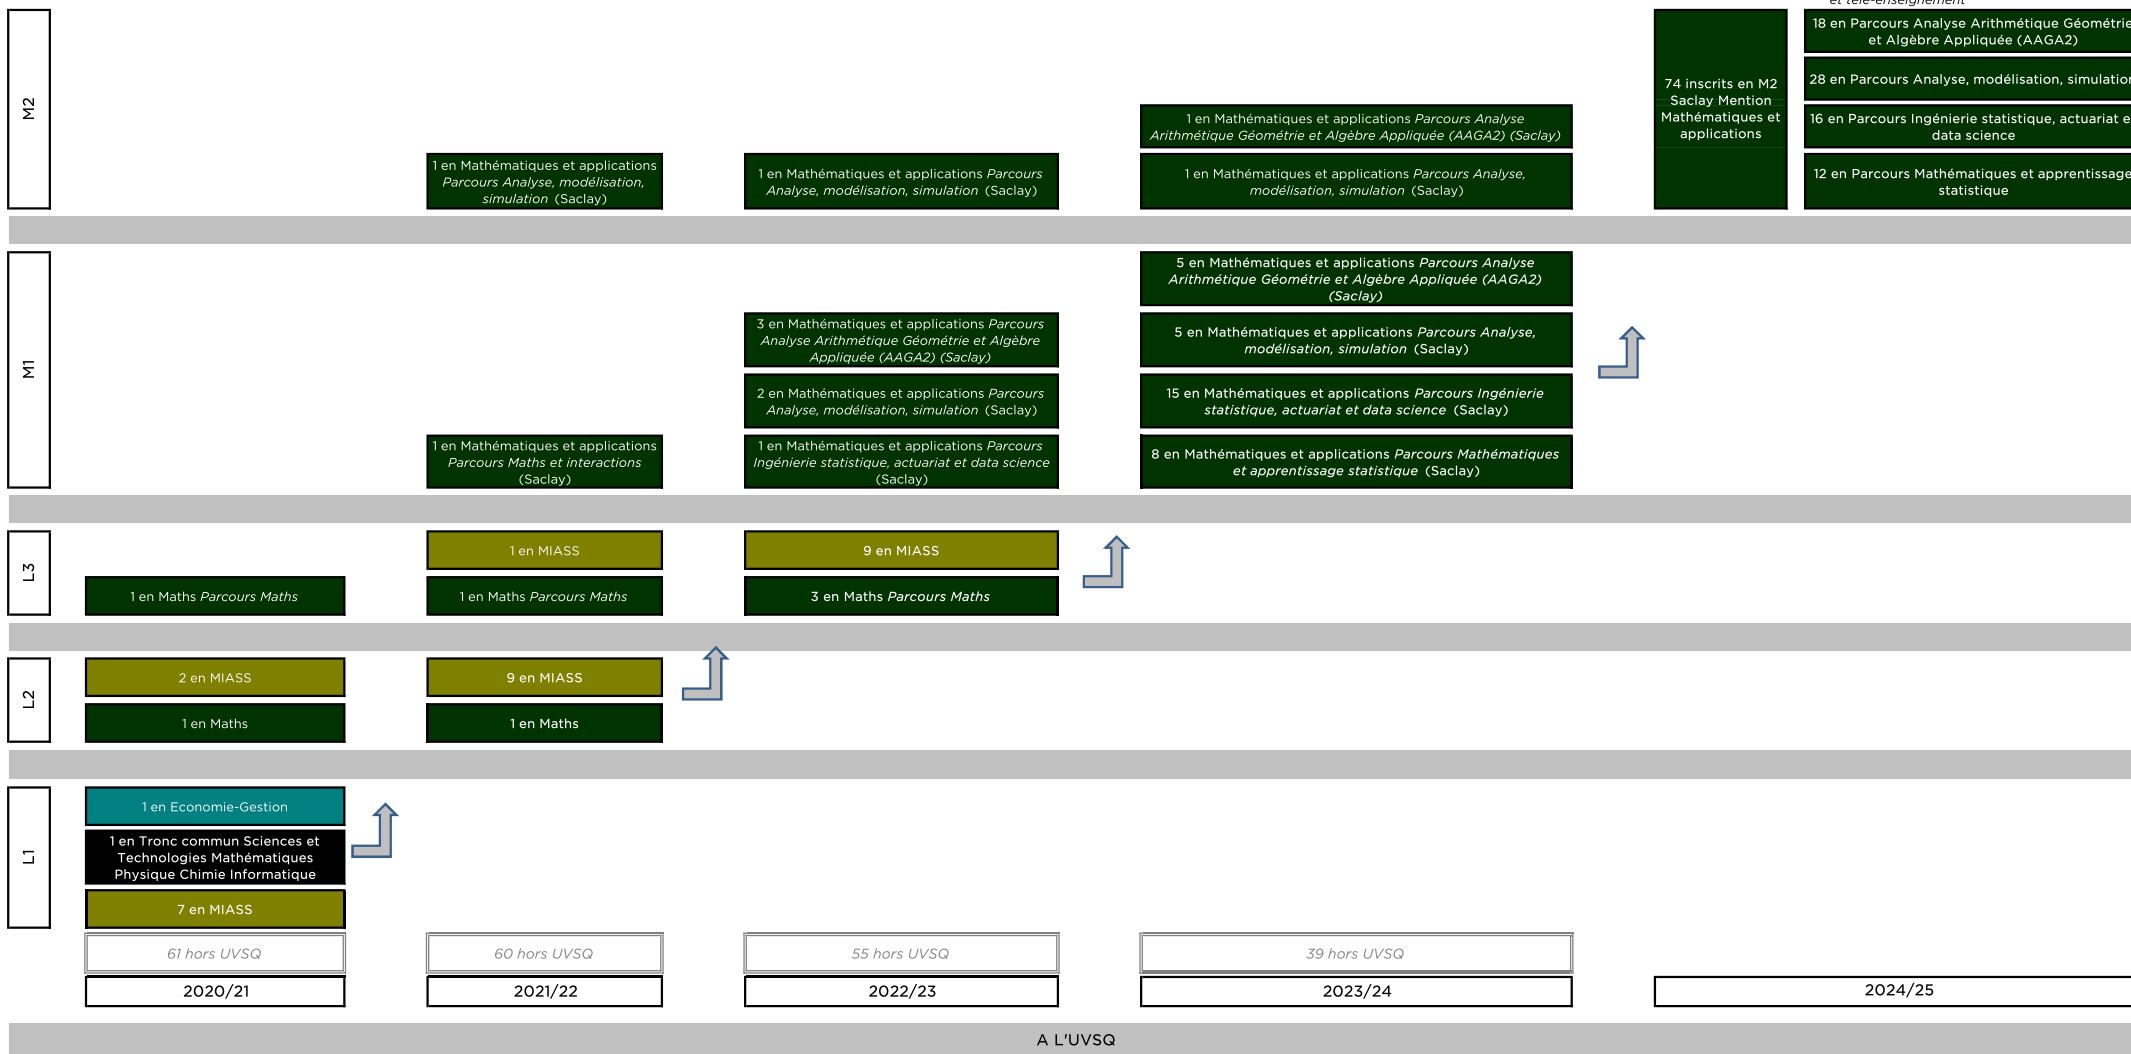 et télé-enseignement
M2
18 en Parcours Analyse Arithmétique Géométrie
et Algèbre Appliquée (AAGA2)
28 en Parcours Analyse, modélisation, simulation
16 en Parcours Ingénierie statistique, actuariat e
data science
12 en Parcours Mathématiques et apprentissage
statistique
74 inscrits en M2
Saclay Mention
Mathématiques et
applications
1 en Mathématiques et applications Parcours Analyse
Arithmétique Géométrie et Algèbre Appliquée (AAGA2) (Saclay)
1 en Mathématiques et applications
Parcours Analyse, modélisation,
simulation (Saclay)
1 en Mathématiques et applications Parcours
Analyse, modélisation, simulation (Saclay)
1 en Mathématiques et applications Parcours Analyse,
modélisation, simulation (Saclay)
M1
5 en Mathématiques et applications Parcours Analyse
Arithmétique Géométrie et Algèbre Appliquée (AAGA2)
(Saclay)
3 en Mathématiques et applications Parcours
Analyse Arithmétique Géométrie et Algèbre
Appliquée (AAGA2) (Saclay)
5 en Mathématiques et applications Parcours Analyse,
modélisation, simulation (Saclay)
2 en Mathématiques et applications Parcours
Analyse, modélisation, simulation (Saclay)
15 en Mathématiques et applications Parcours Ingénierie
statistique, actuariat et data science (Saclay)
1 en Mathématiques et applications
Parcours Maths et interactions
(Saclay)
1 en Mathématiques et applications Parcours
Ingénierie statistique, actuariat et data science
(Saclay)
8 en Mathématiques et applications Parcours Mathématiques
et apprentissage statistique (Saclay)
L3
1 en MIASS
9 en MIASS
1 en Maths Parcours Maths
1 en Maths Parcours Maths
3 en Maths Parcours Maths
L2
2 en MIASS
9 en MIASS
1 en Maths
1 en Maths
L1
1 en Economie-Gestion
1 en Tronc commun Sciences et
Technologies Mathématiques
Physique Chimie Informatique
7 en MIASS
61 hors UVSQ
60 hors UVSQ
55 hors UVSQ
39 hors UVSQ
2020/21
2021/22
2022/23
2023/24
2024/25
A L'UVSQ